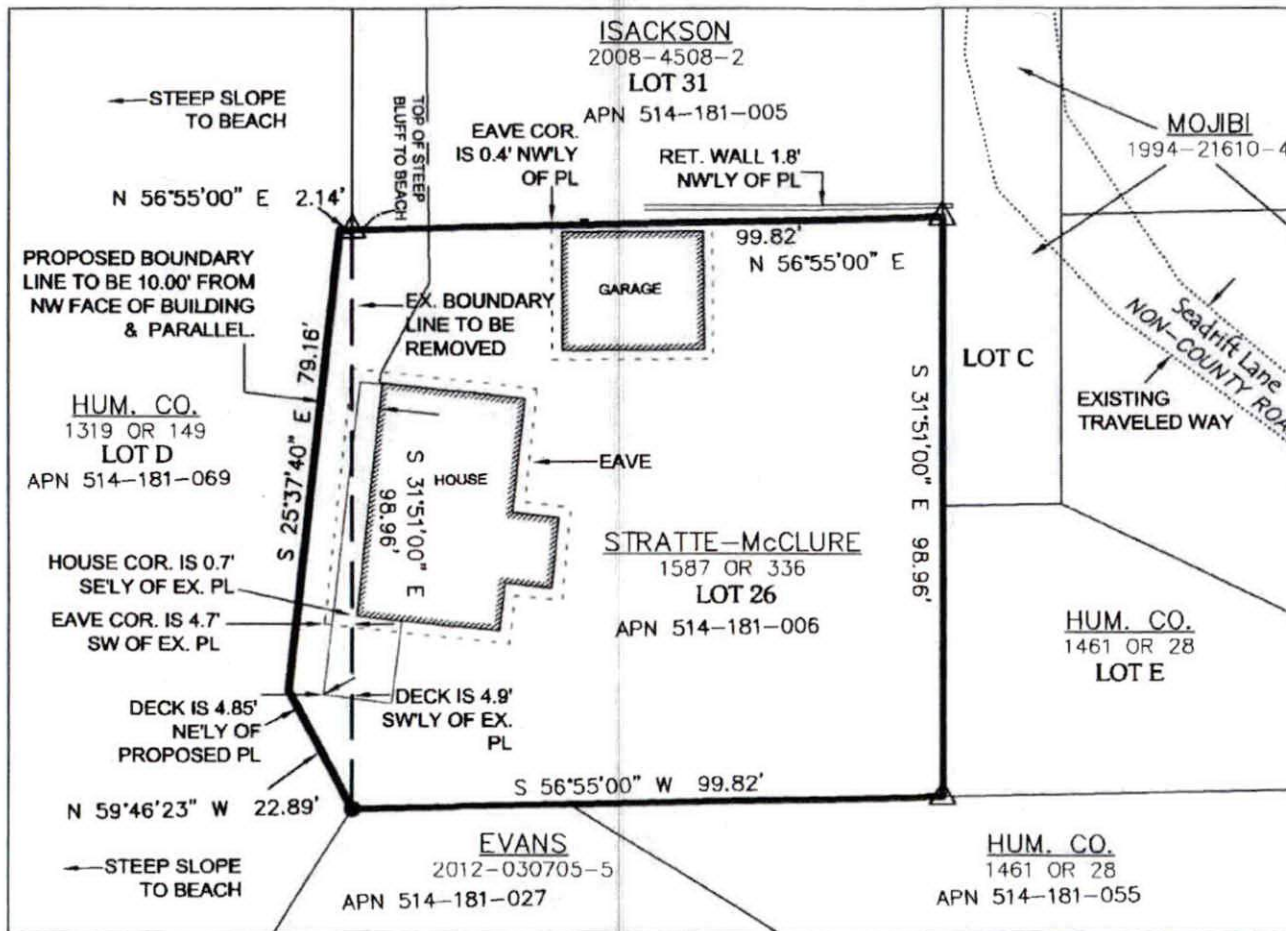 ISACKSON
2008-4508-2
LOT 31
APN 514-181-005
STEEP SLOPE
TO BEACH
TOP OF STEEP
BLUFF TO BEACH
EAVE COR.
IS 0.4' NW'LY
OF PL
RET. WALL 1.8'
NW'LY OF PL
MOJIBI
1994-21610-4
N 56°55'00" E 2.14'
99.82'
N 56°55'00" E
PROPOSED BOUNDARY
LINE TO BE 10.00' FROM
NW FACE OF BUILDING
& PARALLEL.
EX. BOUNDARY
LINE TO BE
REMOVED
GARAGE
Seadrift Lane
NON-COUNTY ROA
LOT C
EXISTING
TRAVELED WAY
S 25°37'40" E 79.16'
HUM. CO.
1319 OR 149
LOT D
APN 514-181-069
S 31°51'00" E
98.96'
HOUSE
EAVE
S 31°51'00" E 98.96'
STRATTE-McCLURE
1587 OR 336
LOT 26
APN 514-181-006
HOUSE COR. IS 0.7'
SE'LY OF EX. PL
EAVE COR. IS 4.7'
SW OF EX. PL
HUM. CO.
1461 OR 28
LOT E
DECK IS 4.85'
NE'LY OF
PROPOSED PL
DECK IS 4.9'
SW'LY OF EX.
PL
N 59°46'23" W 22.89'
S 56°55'00" W 99.82'
STEEP SLOPE
TO BEACH
EVANS
2012-030705-5
APN 514-181-027
HUM. CO.
1461 OR 28
APN 514-181-055